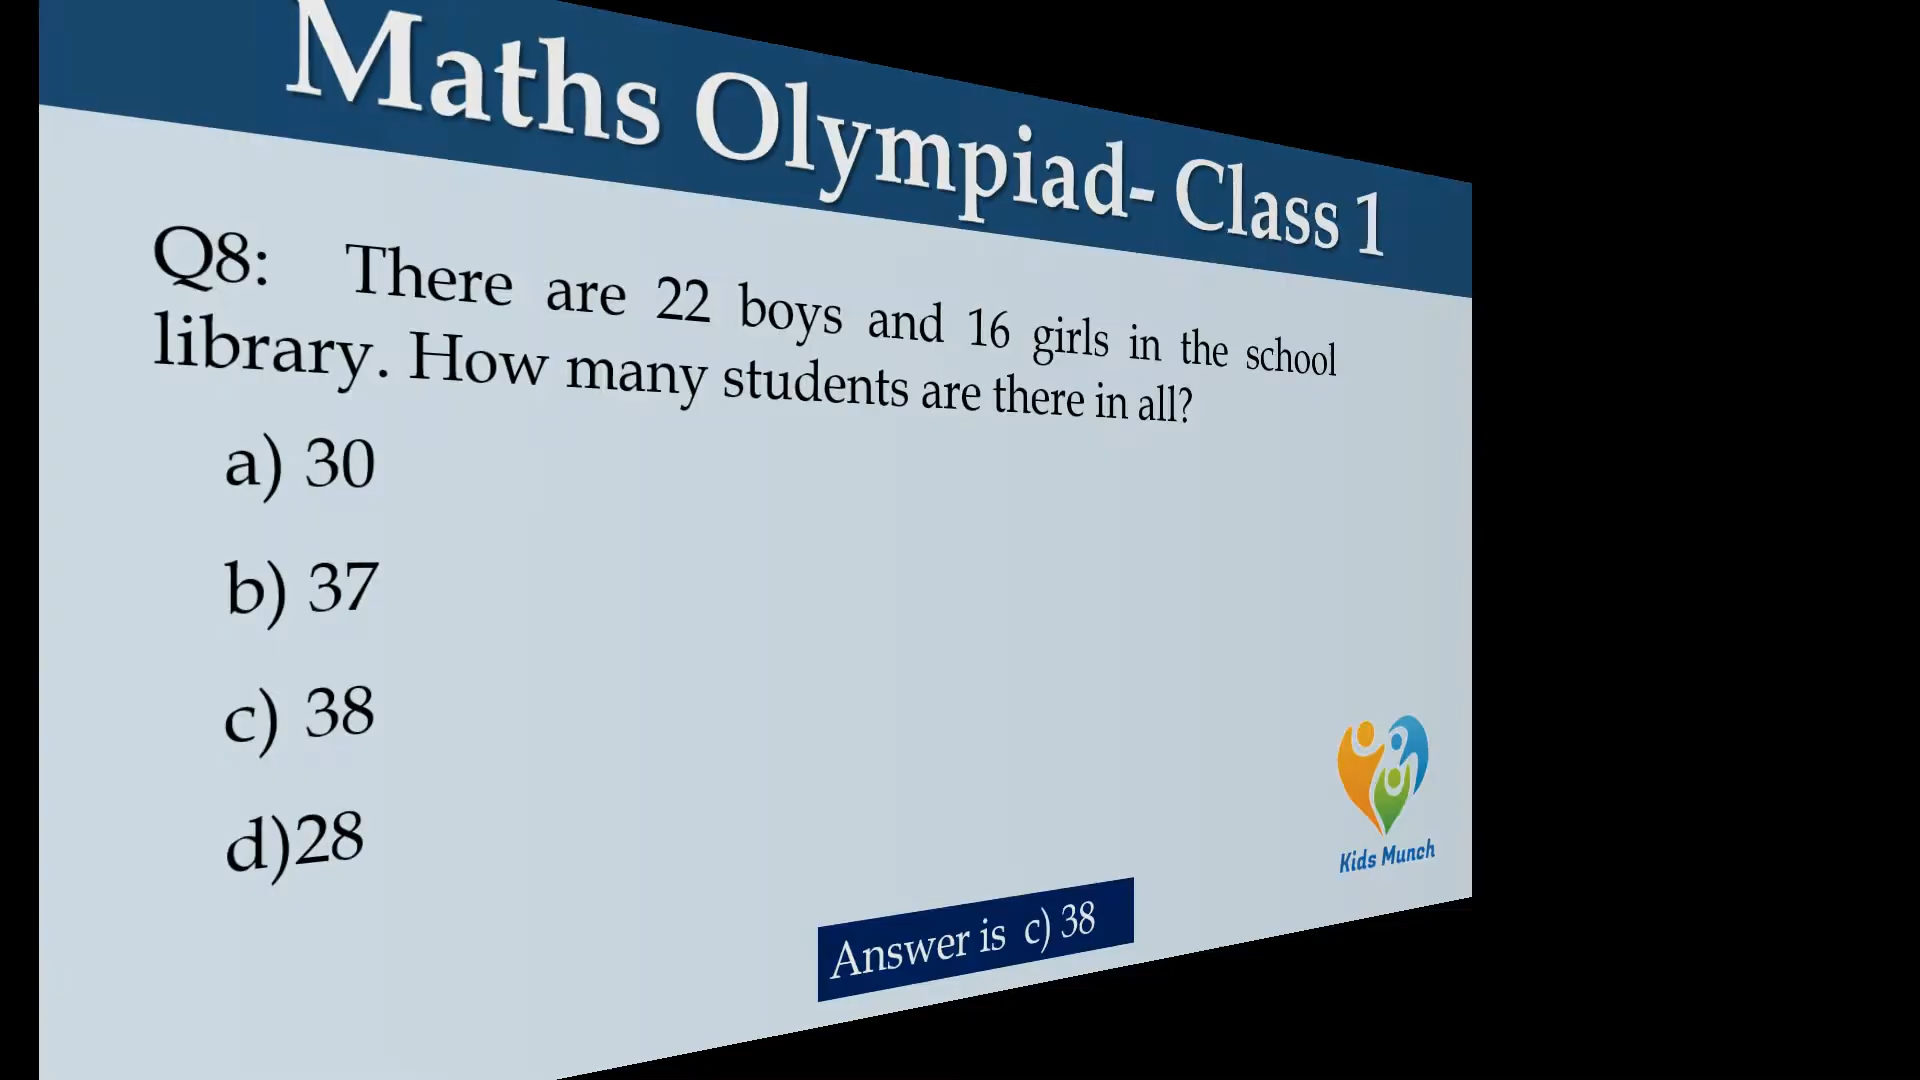 Maths Olympiad- Class 1
Q8: There are 22 boys and 16 girls in the school
library. How many students are there in all?
a) 30
b) 37
c) 38
d)28
Kids Munch
Answer is c) 38